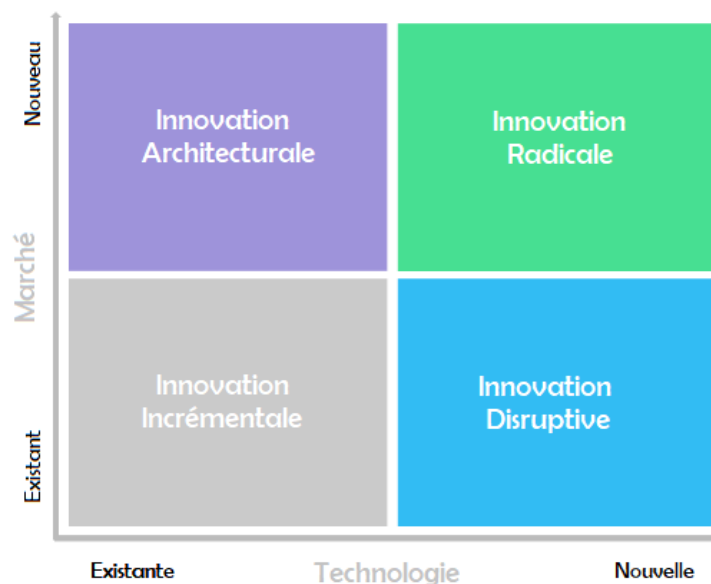 Nouveau
Innovation
Architecturale
Innovation
Radicale
Marché
Innovation
Incrémentale
Innovation
Disruptive
Existant
Existante
Technologie
Nouvelle